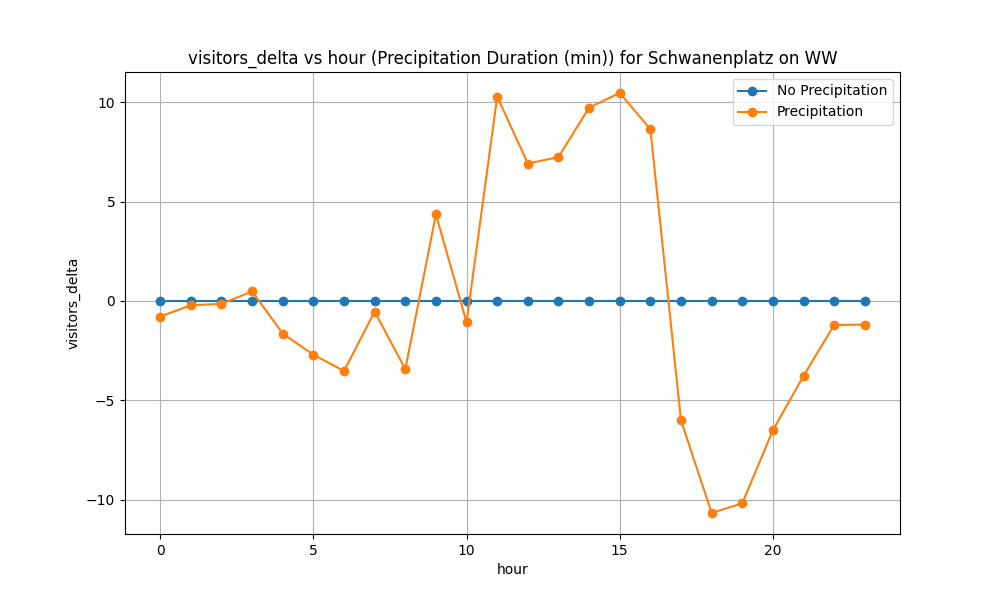 visitors_delta vs hour (Precipitation Duration (min)) for Schwanenplatz on WW
No Precipitation
Precipitation
10
5
0
−5
−10
visitors_delta
0 5 10 15 20
hour